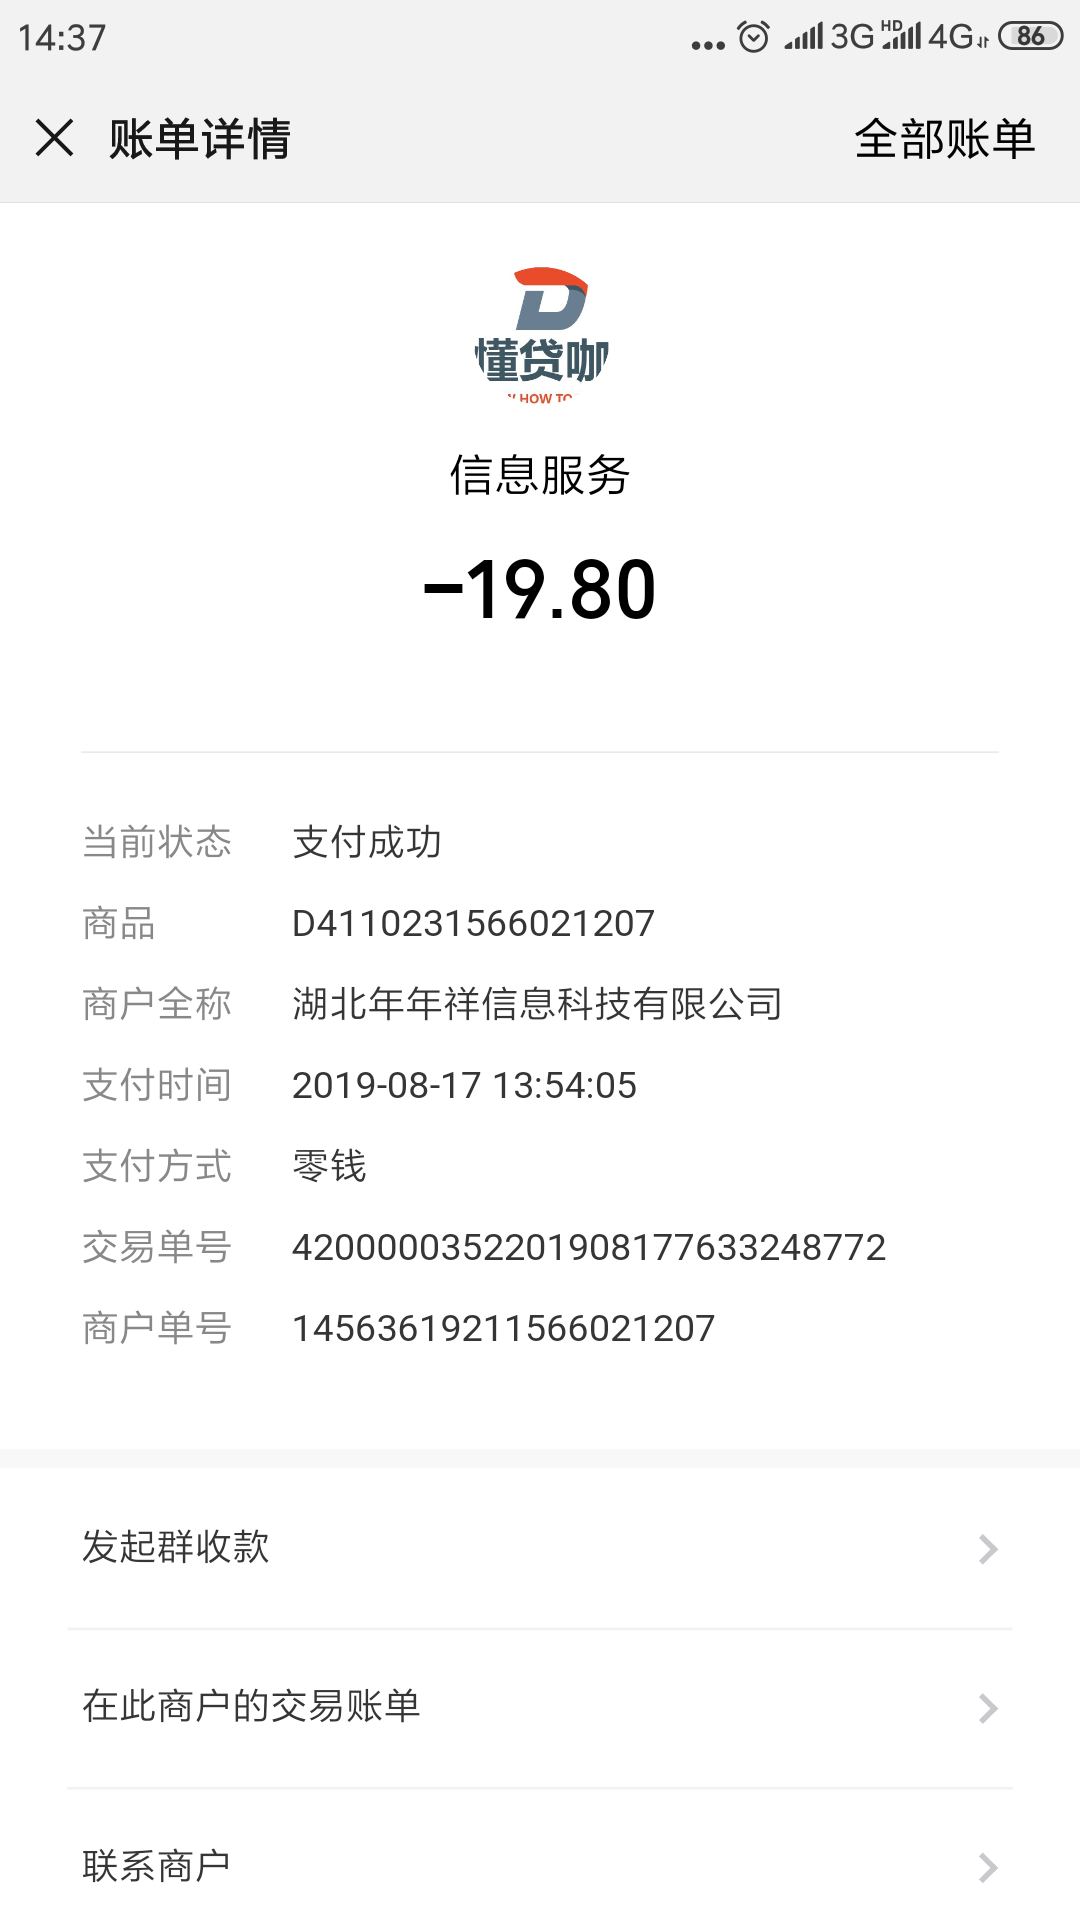 14:37
3G HD 4G 86
账单详情 全部账单
懂贷咖
HOW TO
信息服务
-19.80
当前状态 支付成功
商品 D4110231566021207
商户全称 湖北年年祥信息科技有限公司
支付时间 2019-08-17 13:54:05
支付方式 零钱
交易单号 4200000352201908177633248772
商户单号 14563619211566021207
发起群收款
在此商户的交易账单
联系商户